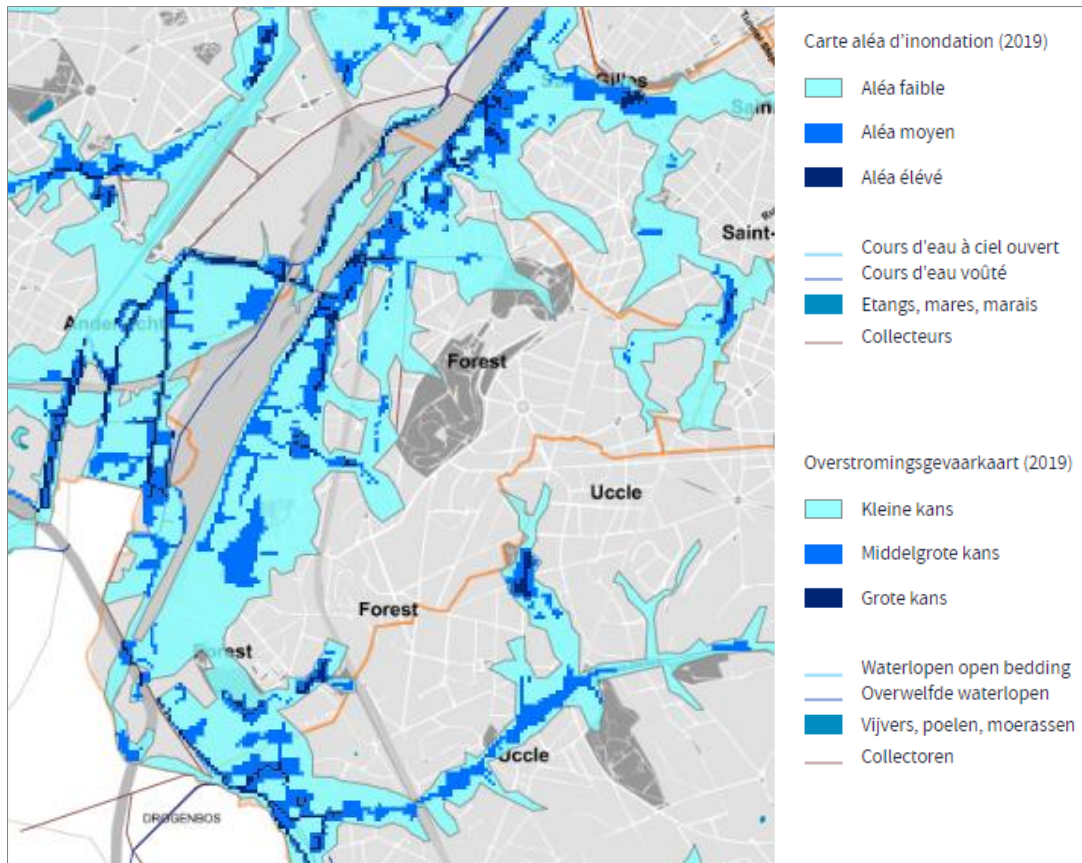 Gilles
Saint-
Anderlecht
Forest
Uccle
Forest
Forest
Uccle
DROGENBOS
Carte aléa d'inondation (2019)
Aléa faible
Aléa moyen
Aléa élévé
Cours d'eau à ciel ouvert
Cours d'eau voûté
Etangs, mares, marais
Collecteurs
Overstromingsgevaarkaart (2019)
Kleine kans
Middelgrote kans
Grote kans
Waterlopen open bedding
Overwelfde waterlopen
Vijvers, poelen, moerassen
Collectoren